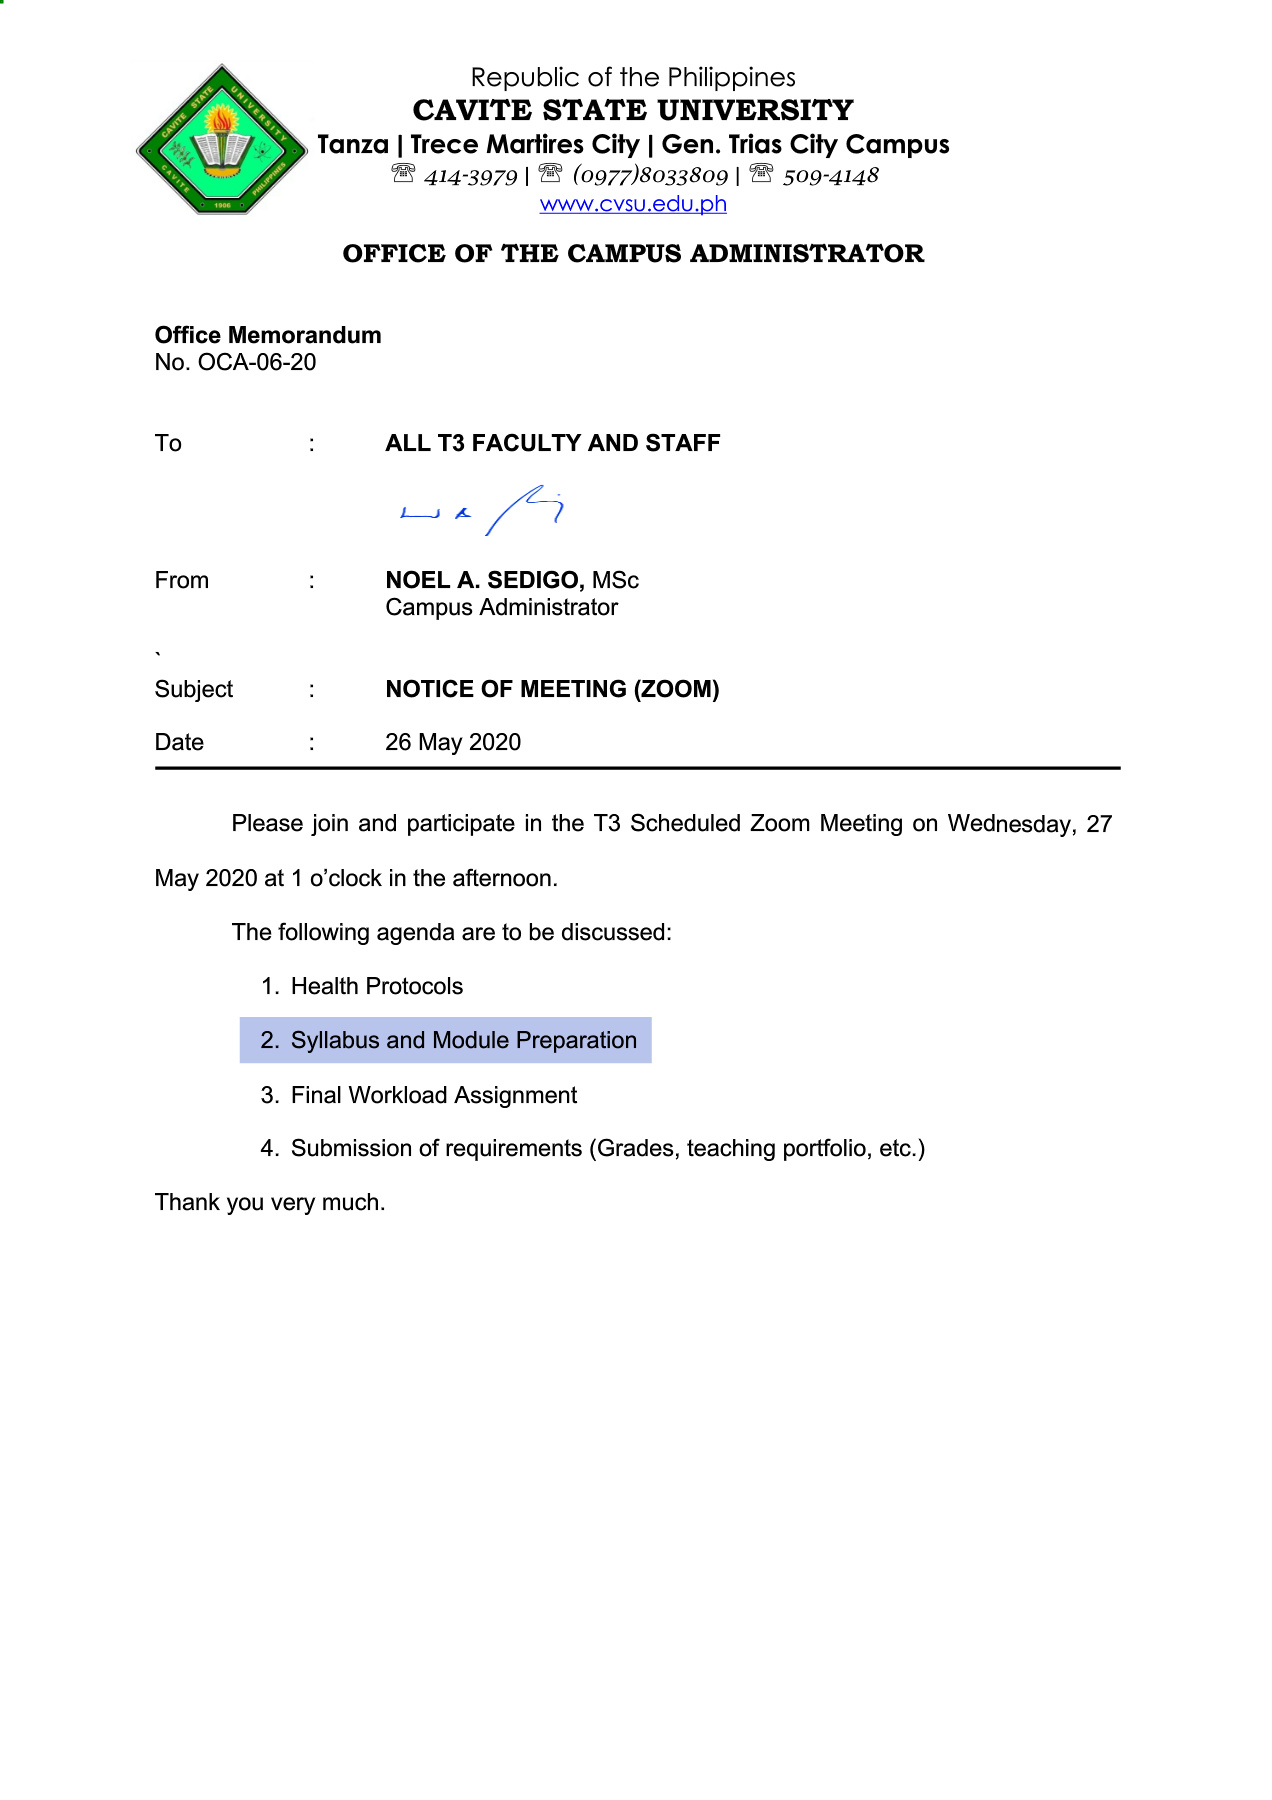 Republic of the Philippines
CAVITE STATE UNIVERSITY
Tanza | Trece Martires City | Gen. Trias City Campus
☏ 414-3979 | ☏ (0977)8033809 | ☏ 509-4148
www.cvsu.edu.ph
CAVITE STATE UNIVERSITY
CAVITE PHILIPPINES
1906
OFFICE OF THE CAMPUS ADMINISTRATOR
Office Memorandum
No. OCA-06-20
To : ALL T3 FACULTY AND STAFF
From : NOEL A. SEDIGO, MSc
Campus Administrator
`
Subject : NOTICE OF MEETING (ZOOM)
Date : 26 May 2020
Please join and participate in the T3 Scheduled Zoom Meeting on Wednesday, 27
May 2020 at 1 o’clock in the afternoon.
The following agenda are to be discussed:
1. Health Protocols
2. Syllabus and Module Preparation
3. Final Workload Assignment
4. Submission of requirements (Grades, teaching portfolio, etc.)
Thank you very much.